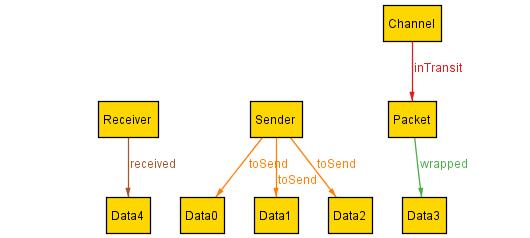 Channel
inTransit
Receiver
Sender
Packet
received
toSend
toSend
toSend
wrapped
Data4
Data0
Data1
Data2
Data3